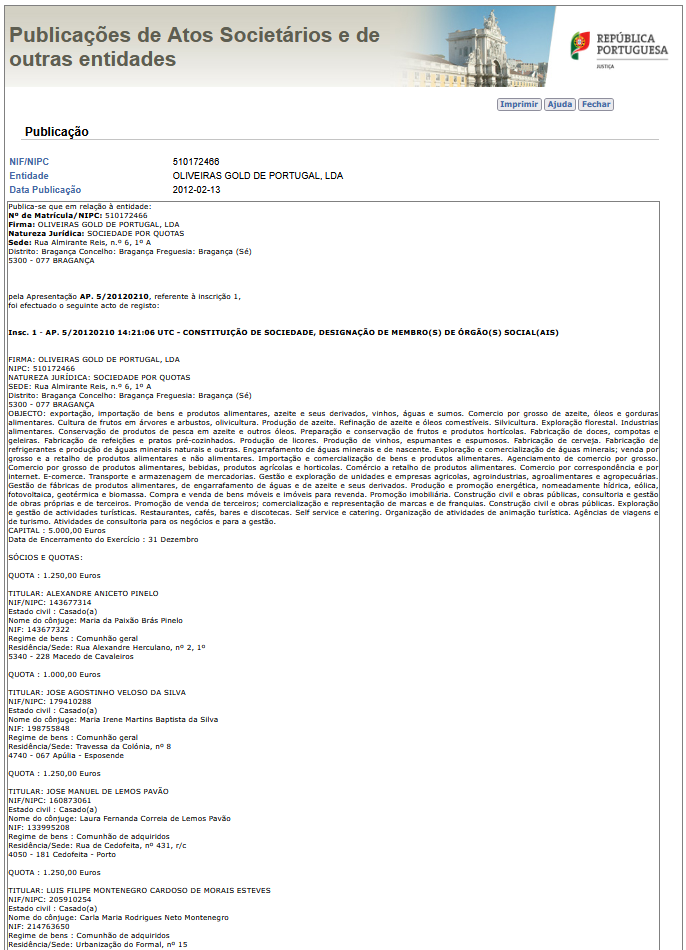 Publicações de Atos Societários e de
outras entidades
REPÚBLICA
PORTUGUESA
JUSTIÇA
Imprimir Ajuda Fechar
Publicação
NIF/NIPC 510172466
Entidade OLIVEIRAS GOLD DE PORTUGAL, LDA
Data Publicação 2012-02-13
Publica-se que em relação à entidade:
Nº de Matrícula/NIPC: 510172466
Firma: OLIVEIRAS GOLD DE PORTUGAL, LDA
Natureza Jurídica: SOCIEDADE POR QUOTAS
Sede: Rua Almirante Reis, n.º 6, 1º A
Distrito: Bragança Concelho: Bragança Freguesia: Bragança (Sé)
5300 - 077 BRAGANÇA
pela Apresentação AP. 5/20120210, referente à inscrição 1,
foi efectuado o seguinte acto de registo:
Insc. 1 - AP. 5/20120210 14:21:06 UTC - CONSTITUIÇÃO DE SOCIEDADE, DESIGNAÇÃO DE MEMBRO(S) DE ÓRGÃO(S) SOCIAL(AIS)
FIRMA: OLIVEIRAS GOLD DE PORTUGAL, LDA
NIPC: 510172466
NATUREZA JURÍDICA: SOCIEDADE POR QUOTAS
SEDE: Rua Almirante Reis, n.º 6, 1º A
Distrito: Bragança Concelho: Bragança Freguesia: Bragança (Sé)
5300 - 077 BRAGANÇA
OBJECTO: exportação, importação de bens e produtos alimentares, azeite e seus derivados, vinhos, águas e sumos. Comercio por grosso de azeite, óleos e gorduras
alimentares. Cultura de frutos em árvores e arbustos, olivicultura. Produção de azeite. Refinação de azeite e óleos comestíveis. Silvicultura. Exploração florestal. Industrias
alimentares. Conservação de produtos de pesca em azeite e outros óleos. Preparação e conservação de frutos e produtos hortícolas. Fabricação de doces, compotas e
geleiras. Fabricação de refeições e pratos pré-cozinhados. Produção de licores. Produção de vinhos, espumantes e espumosos. Fabricação de cerveja. Fabricação de
refrigerantes e produção de águas minerais naturais e outras. Engarrafamento de águas minerais e de nascente. Exploração e comercialização de águas minerais; venda por
grosso e a retalho de produtos alimentares e não alimentares. Importação e comercialização de bens e produtos alimentares. Agenciamento de comercio por grosso.
Comercio por grosso de produtos alimentares, bebidas, produtos agrícolas e horticolas. Comércio a retalho de produtos alimentares. Comercio por correspondência e por
internet. E-comerce. Transporte e armazenagem de mercadorias. Gestão e exploração de unidades e empresas agricolas, agroindustrias, agroalimentares e agropecuárias.
Gestão de fábricas de produtos alimentares, de engarrafamento de águas e de azeite e seus derivados. Produção e promoção energética, nomeadamente hídrica, eólica,
fotovoltaica, geotérmica e biomassa. Compra e venda de bens móveis e imóveis para revenda. Promoção imobiliária. Construção civil e obras públicas, consultoria e gestão
de obras próprias e de terceiros. Promoção de venda de terceiros; comercialização e representação de marcas e de franquias. Construção civil e obras públicas. Exploração
e gestão de actividades turísticas. Restaurantes, cafés, bares e discotecas. Self service e catering. Organização de atividades de animação turística. Agências de viagens e
de turismo. Atividades de consultoria para os negócios e para a gestão.
CAPITAL : 5.000,00 Euros
Data de Encerramento do Exercício : 31 Dezembro
SÓCIOS E QUOTAS:
QUOTA : 1.250,00 Euros
TITULAR: ALEXANDRE ANICETO PINELO
NIF/NIPC: 143677314
Estado civil : Casado(a)
Nome do cônjuge: Maria da Paixão Brás Pinelo
NIF: 143677322
Regime de bens : Comunhão geral
Residência/Sede: Rua Alexandre Herculano, nº 2, 1º
5340 - 228 Macedo de Cavaleiros
QUOTA : 1.000,00 Euros
TITULAR: JOSE AGOSTINHO VELOSO DA SILVA
NIF/NIPC: 179410288
Estado civil : Casado(a)
Nome do cônjuge: Maria Irene Martins Baptista da Silva
NIF: 198755848
Regime de bens : Comunhão geral
Residência/Sede: Travessa da Colónia, nº 8
4740 - 067 Apúlia - Esposende
QUOTA : 1.250,00 Euros
TITULAR: JOSE MANUEL DE LEMOS PAVÃO
NIF/NIPC: 160873061
Estado civil : Casado(a)
Nome do cônjuge: Laura Fernanda Correia de Lemos Pavão
NIF: 133995208
Regime de bens : Comunhão de adquiridos
Residência/Sede: Rua de Cedofeita, nº 431, r/c
4050 - 181 Cedofeita - Porto
QUOTA : 1.250,00 Euros
TITULAR: LUIS FILIPE MONTENEGRO CARDOSO DE MORAIS ESTEVES
NIF/NIPC: 205910254
Estado civil : Casado(a)
Nome do cônjuge: Carla Maria Rodrigues Neto Montenegro
NIF: 214763650
Regime de bens : Comunhão de adquiridos
Residência/Sede: Urbanização do Formal, nº 15